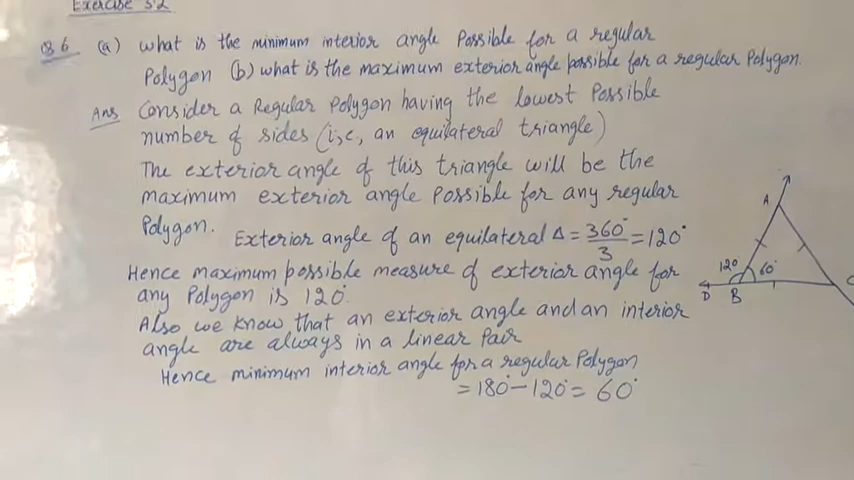 Exercise 3.2
Q 6 (a) what is the minimum interior angle Possible for a regular
Polygon (b) what is the maximum exterior angle possible for a regular Polygon.
Ans Consider a Regular Polygon having the lowest Possible
number of sides (i,e, an equilateral triangle)
The exterior angle of this triangle will be the
maximum exterior angle Possible for any regular
Polygon.
Exterior angle of an equilateral Δ = 360°/3 = 120°
Hence maximum possible measure of exterior angle for
any Polygon is 120°.
Also we know that an exterior angle and an interior
angle are always in a linear Pair
Hence minimum interior angle for a regular Polygon
= 180° - 120° = 60°
A
120° 60°
D B C